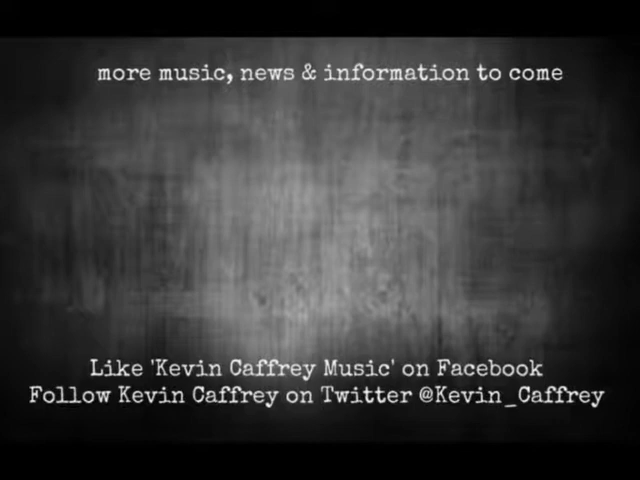 more music, news & information to come
Like 'Kevin Caffrey Music' on Facebook
Follow Kevin Caffrey on Twitter @Kevin_Caffrey